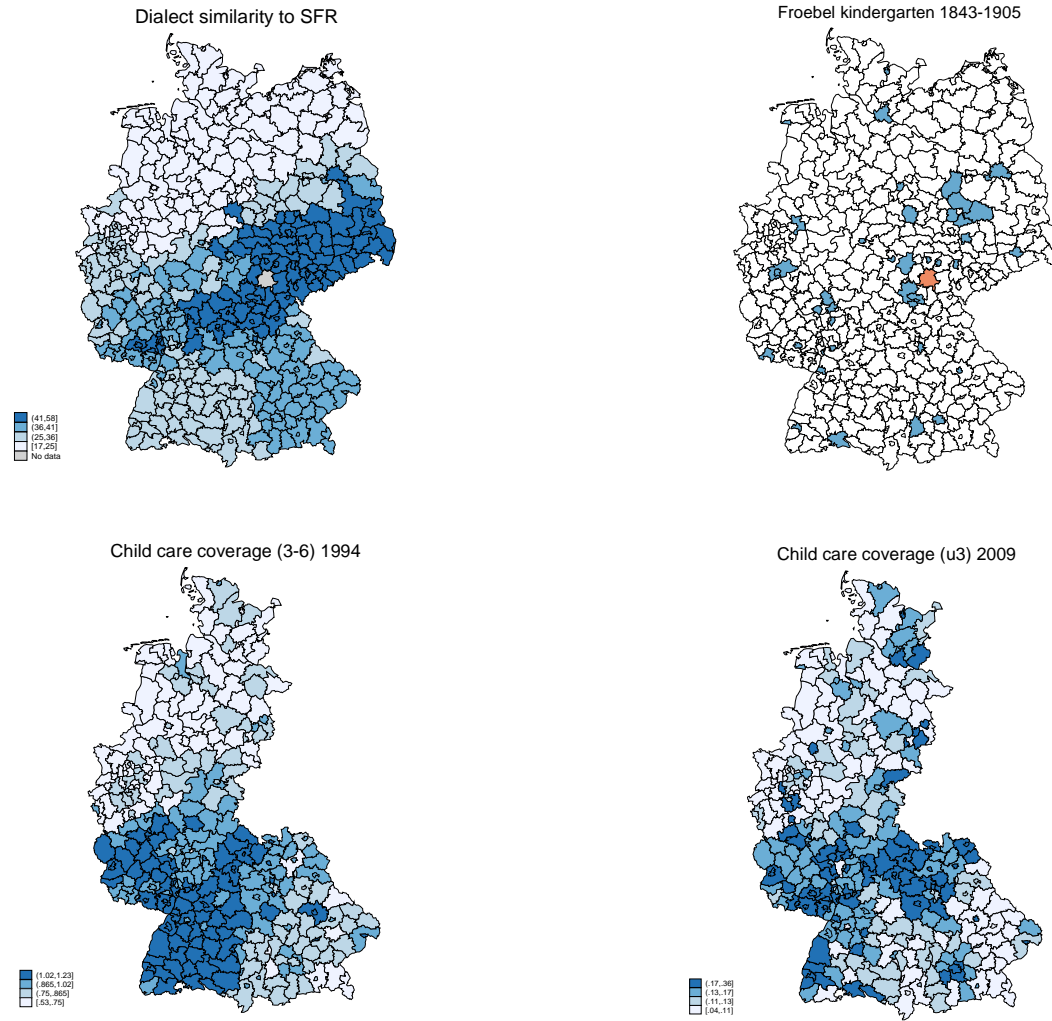 Dialect similarity to SFR
(41,58]
(36,41]
(25,36]
[17,25]
No data
Froebel kindergarten 1843-1905
Child care coverage (3-6) 1994
(1.02,1.23]
(.865,1.02]
(.75,.865]
[.53,.75]
Child care coverage (u3) 2009
(.17,.36]
(.13,.17]
(.11,.13]
[.04,.11]